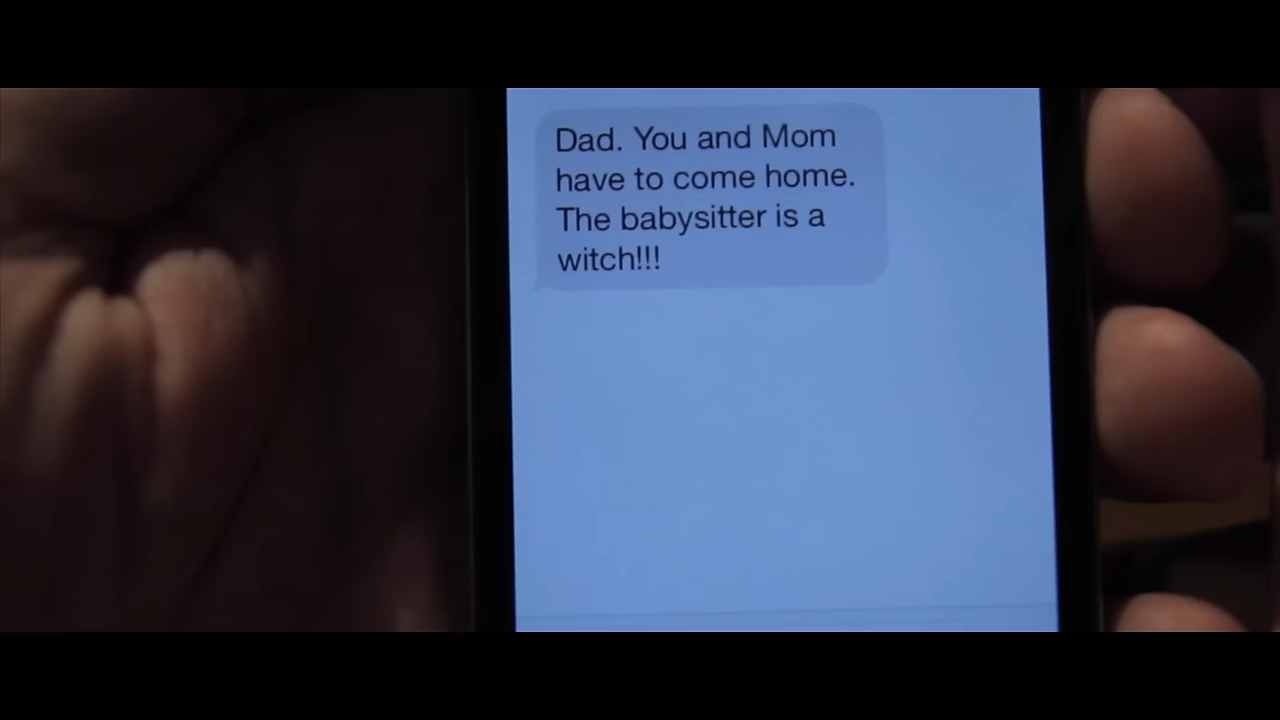 Dad. You and Mom
have to come home.
The babysitter is a
witch!!!